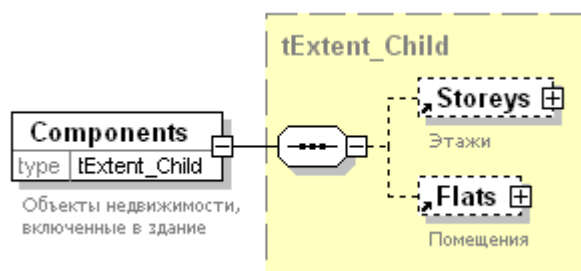 tExtent_Child
Storeys
Этажи
Components
type tExtent_Child
Объекты недвижимости,
включенные в здание
Flats
Помещения